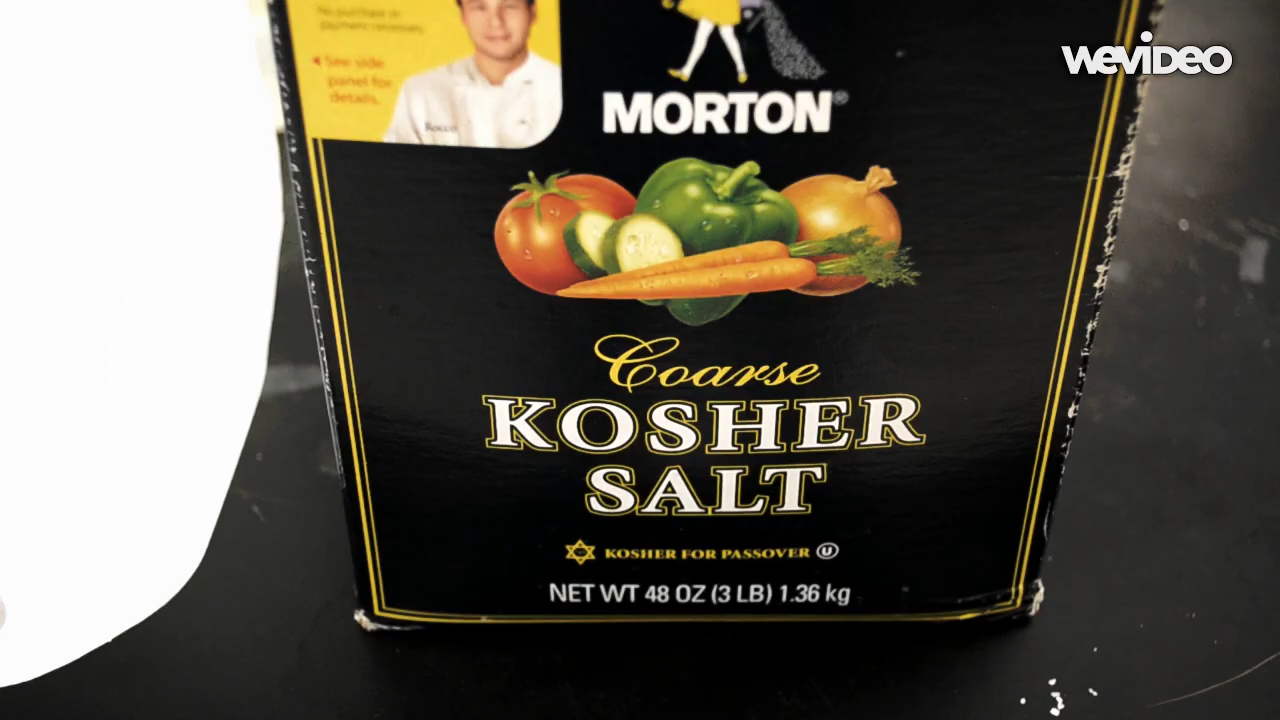 No purchase or
payment necessary.
See side
panel for
details.
Rocco
WEVIDEO
MORTON®
Coarse
KOSHER
SALT
KOSHER FOR PASSOVER U
NET WT 48 OZ (3 LB) 1.36 kg